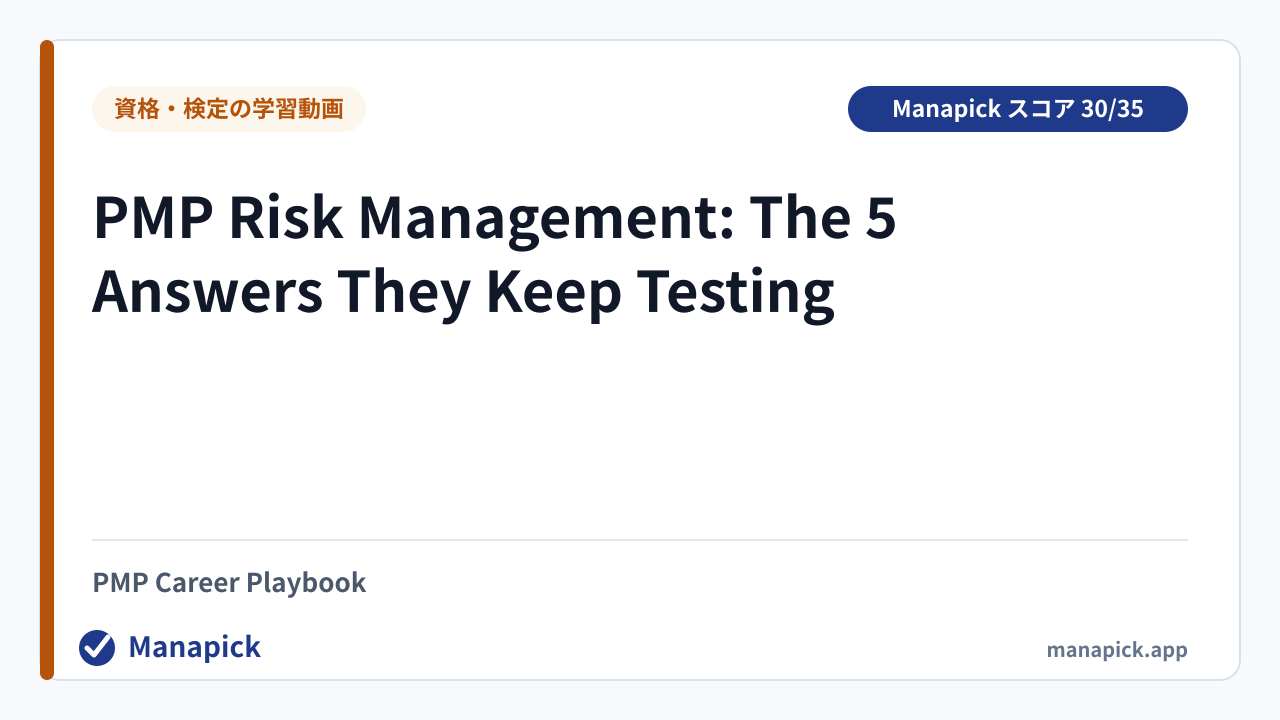 資格・検定の学習動画
Manapick スコア 30/35
PMP Risk Management: The 5
Answers They Keep Testing
PMP Career Playbook
Manapick
manapick.app